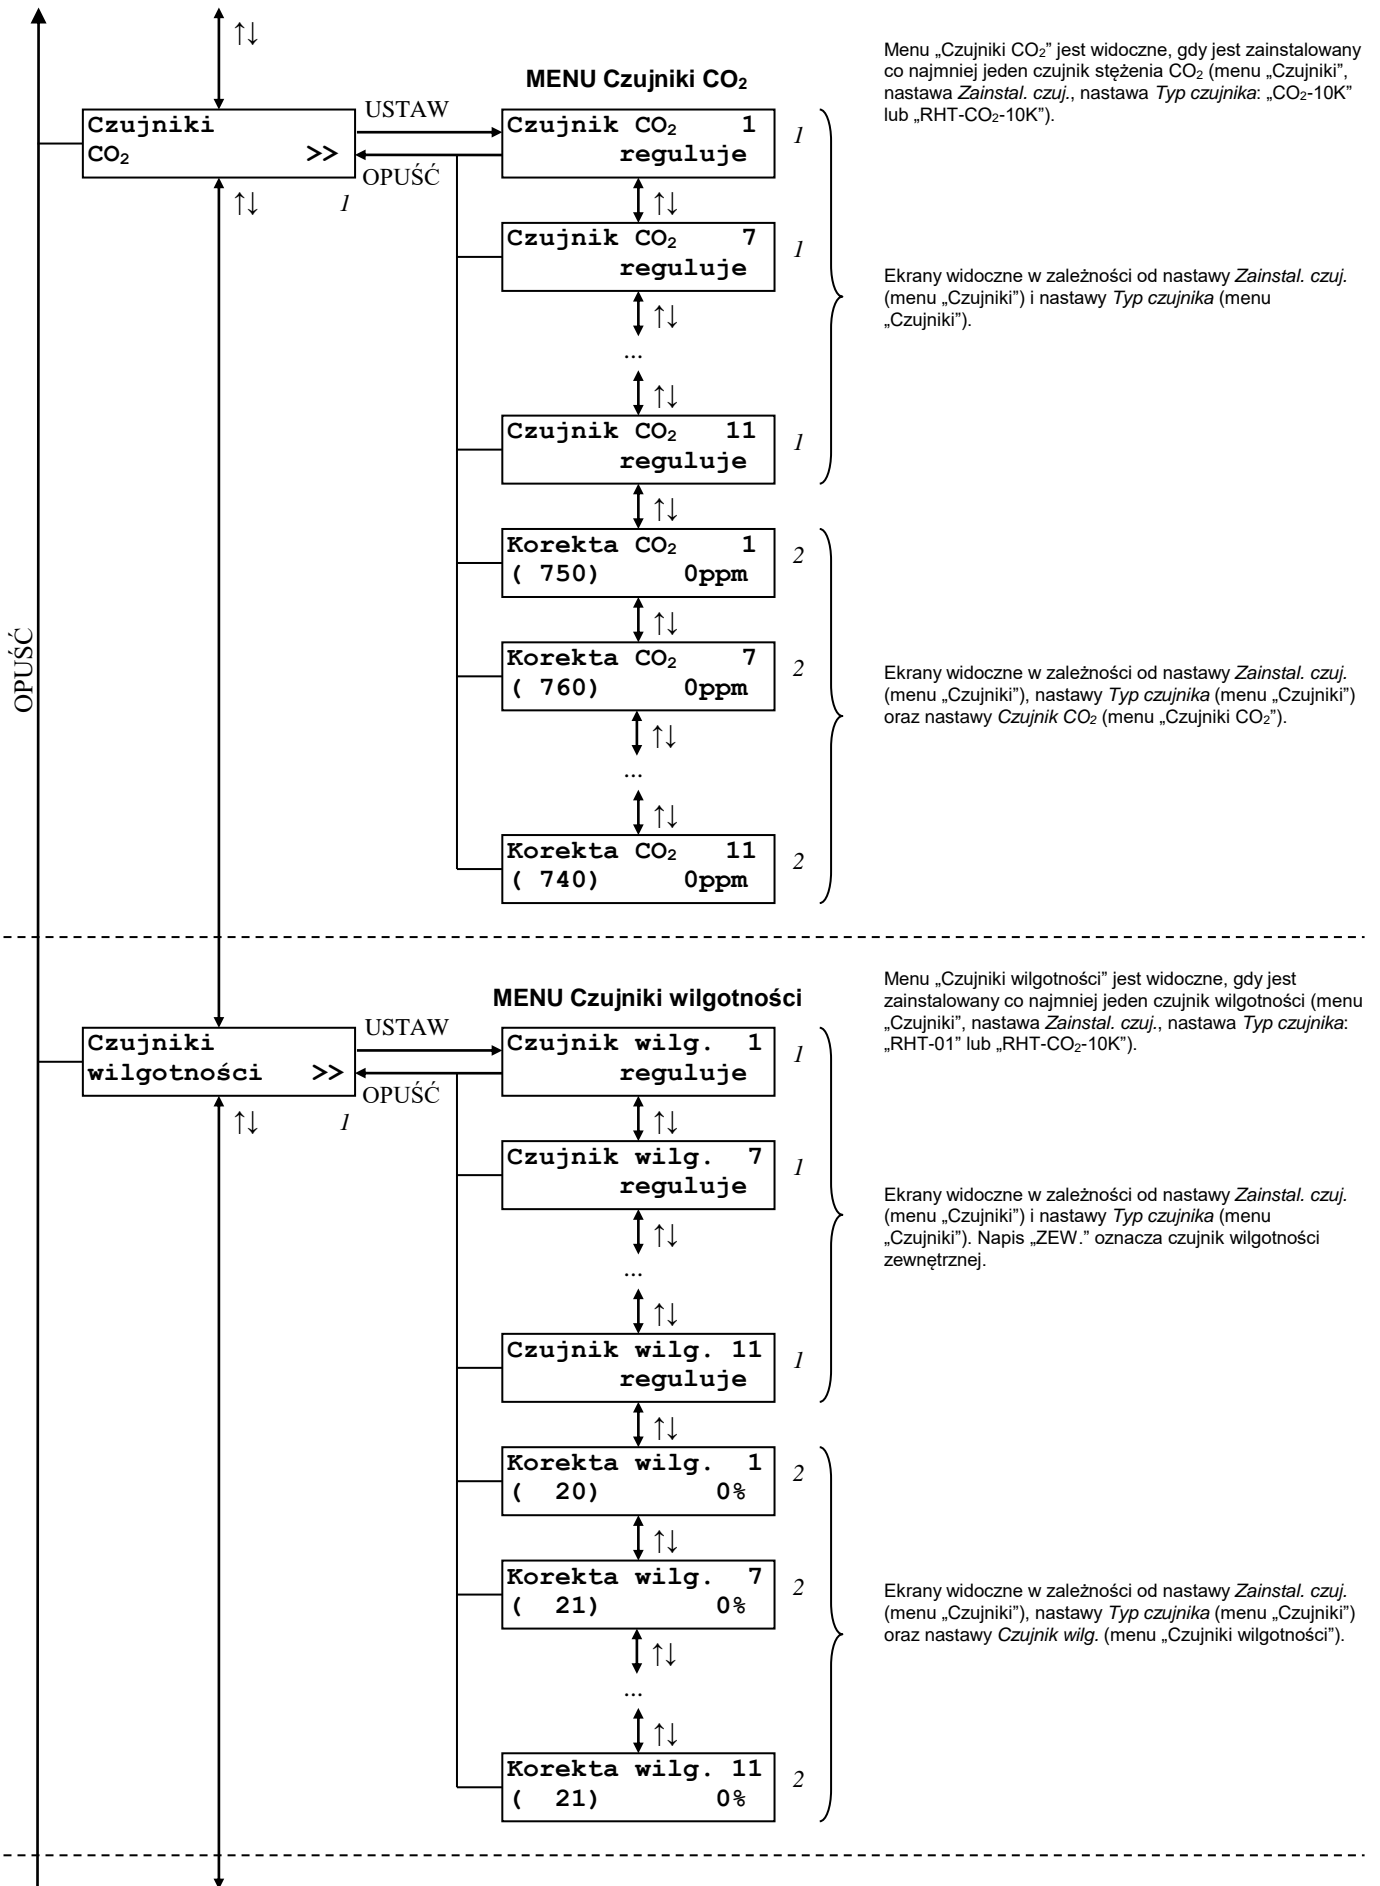 ↑↓
Menu „Czujniki CO₂” jest widoczne, gdy jest zainstalowany
co najmniej jeden czujnik stężenia CO₂ (menu „Czujniki”,
nastawa Zainstal. czuj., nastawa Typ czujnika: „CO₂-10K”
lub „RHT-CO₂-10K”).
MENU Czujniki CO₂
Czujniki
CO₂ >>
USTAW
OPUŚĆ
↑↓ 1
Czujnik CO₂ 1
reguluje
1
↑↓
Czujnik CO₂ 7
reguluje
1
↑↓
...
↑↓
Czujnik CO₂ 11
reguluje
1
Ekrany widoczne w zależności od nastawy Zainstal. czuj.
(menu „Czujniki”) i nastawy Typ czujnika (menu
„Czujniki”).
↑↓
Korekta CO₂ 1
( 750) 0ppm
2
↑↓
Korekta CO₂ 7
( 760) 0ppm
2
↑↓
...
↑↓
Korekta CO₂ 11
( 740) 0ppm
2
Ekrany widoczne w zależności od nastawy Zainstal. czuj.
(menu „Czujniki”), nastawy Typ czujnika (menu „Czujniki”)
oraz nastawy Czujnik CO₂ (menu „Czujniki CO₂”).
OPUŚĆ
Menu „Czujniki wilgotności” jest widoczne, gdy jest
zainstalowany co najmniej jeden czujnik wilgotności (menu
„Czujniki”, nastawa Zainstal. czuj., nastawa Typ czujnika:
„RHT-01” lub „RHT-CO₂-10K”).
MENU Czujniki wilgotności
Czujniki
wilgotności >>
USTAW
OPUŚĆ
↑↓ 1
Czujnik wilg. 1
reguluje
1
↑↓
Czujnik wilg. 7
reguluje
1
↑↓
...
↑↓
Czujnik wilg. 11
reguluje
1
Ekrany widoczne w zależności od nastawy Zainstal. czuj.
(menu „Czujniki”) i nastawy Typ czujnika (menu
„Czujniki”). Napis „ZEW.” oznacza czujnik wilgotności
zewnętrznej.
↑↓
Korekta wilg. 1
( 20) 0%
2
↑↓
Korekta wilg. 7
( 21) 0%
2
↑↓
...
↑↓
Korekta wilg. 11
( 21) 0%
2
Ekrany widoczne w zależności od nastawy Zainstal. czuj.
(menu „Czujniki”), nastawy Typ czujnika (menu „Czujniki”)
oraz nastawy Czujnik wilg. (menu „Czujniki wilgotności”).